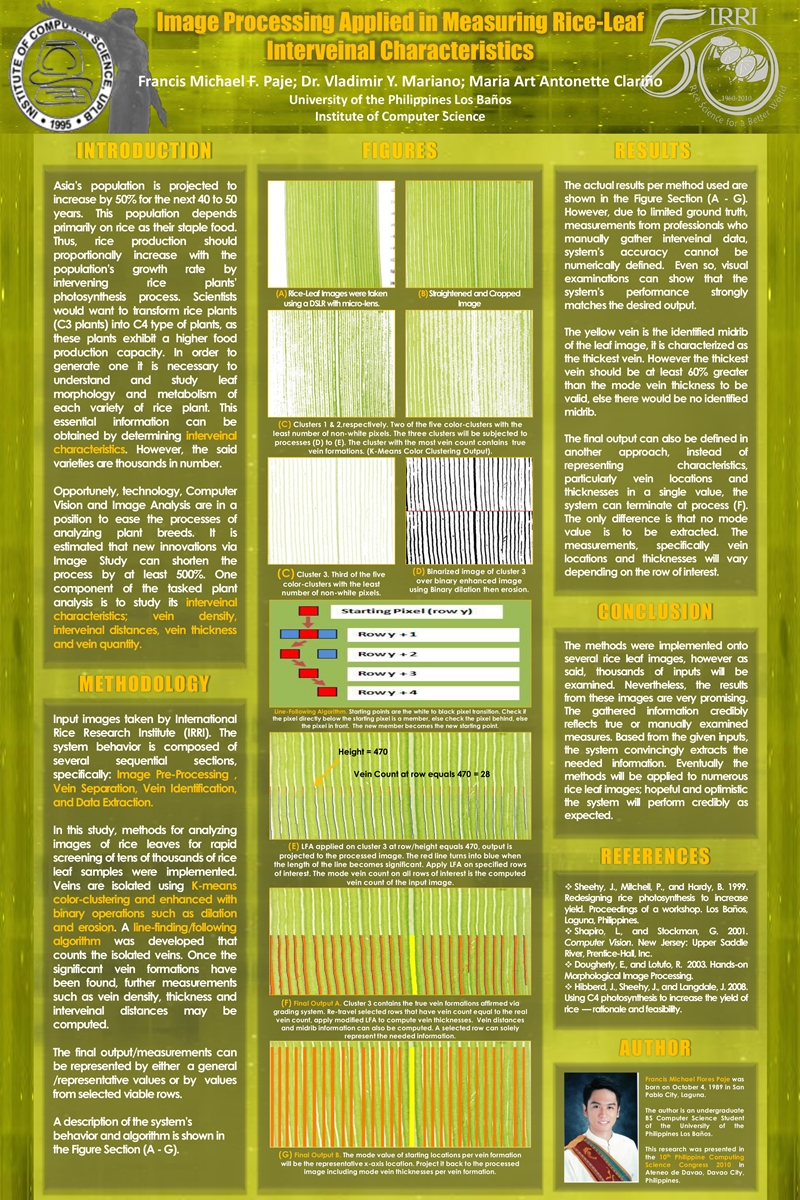 Image Processing Applied in Measuring Rice-Leaf
Interveinal Characteristics
Francis Michael F. Paje; Dr. Vladimir Y. Mariano; Maria Art Antonette Clariño
University of the Philippines Los Baños
Institute of Computer Science
INSTITUTE OF COMPUTER SCIENCE UPLB
• 1995 •
50
IRRI
1960-2010
Rice Science for a Better World
INTRODUCTION
Asia's population is projected to
increase by 50% for the next 40 to 50
years. This population depends
primarily on rice as their staple food.
Thus, rice production should
proportionally increase with the
population's growth rate by
intervening rice plants'
photosynthesis process. Scientists
would want to transform rice plants
(C3 plants) into C4 type of plants, as
these plants exhibit a higher food
production capacity. In order to
generate one it is necessary to
understand and study leaf
morphology and metabolism of
each variety of rice plant. This
essential information can be
obtained by determining interveinal
characteristics. However, the said
varieties are thousands in number.
Opportunely, technology, Computer
Vision and Image Analysis are in a
position to ease the processes of
analyzing plant breeds. It is
estimated that new innovations via
Image Study can shorten the
process by at least 500%. One
component of the tasked plant
analysis is to study its interveinal
characteristics; vein density,
interveinal distances, vein thickness
and vein quantity.
METHODOLOGY
Input images taken by International
Rice Research Institute (IRRI). The
system behavior is composed of
several sequential sections,
specifically: Image Pre-Processing ,
Vein Separation, Vein Identification,
and Data Extraction.
In this study, methods for analyzing
images of rice leaves for rapid
screening of tens of thousands of rice
leaf samples were implemented.
Veins are isolated using K-means
color-clustering and enhanced with
binary operations such as dilation
and erosion. A line-finding/following
algorithm was developed that
counts the isolated veins. Once the
significant vein formations have
been found, further measurements
such as vein density, thickness and
interveinal distances may be
computed.
The final output/measurements can
be represented by either a general
/representative values or by values
from selected viable rows.
A description of the system's
behavior and algorithm is shown in
the Figure Section (A - G).
FIGURES
(A) Rice-Leaf Images were taken
using a DSLR with micro-lens.
(B) Straightened and Cropped
Image
(C) Clusters 1 & 2,respectively. Two of the five color-clusters with the
least number of non-white pixels. The three clusters will be subjected to
processes (D) to (E). The cluster with the most vein count contains true
vein formations. (K-Means Color Clustering Output).
(C) Cluster 3. Third of the five
color-clusters with the least
number of non-white pixels.
(D) Binarized image of cluster 3
over binary enhanced image
using Binary dilation then erosion.
Starting Pixel (row y)
Row y + 1
Row y + 2
Row y + 3
Row y + 4
Line-Following Algorithm. Starting points are the white to black pixel transition. Check if
the pixel directly below the starting pixel is a member, else check the pixel behind, else
the pixel in front. The new member becomes the new starting point.
Height = 470
Vein Count at row equals 470 = 28
(E) LFA applied on cluster 3 at row/height equals 470, output is
projected to the processed image. The red line turns into blue when
the length of the line becomes significant. Apply LFA on specified rows
of interest. The mode vein count on all rows of interest is the computed
vein count of the input image.
(F) Final Output A. Cluster 3 contains the true vein formations affirmed via
grading system. Re-travel selected rows that have vein count equal to the real
vein count, apply modified LFA to compute vein thicknesses. Vein distances
and midrib information can also be computed. A selected row can solely
represent the needed information.
(G) Final Output B. The mode value of starting locations per vein formation
will be the representative x-axis location. Project it back to the processed
image including mode vein thicknesses per vein formation.
RESULTS
The actual results per method used are
shown in the Figure Section (A - G).
However, due to limited ground truth,
measurements from professionals who
manually gather interveinal data,
system's accuracy cannot be
numerically defined. Even so, visual
examinations can show that the
system's performance strongly
matches the desired output.
The yellow vein is the identified midrib
of the leaf image, it is characterized as
the thickest vein. However the thickest
vein should be at least 60% greater
than the mode vein thickness to be
valid, else there would be no identified
midrib.
The final output can also be defined in
another approach, instead of
representing characteristics,
particularly vein locations and
thicknesses in a single value, the
system can terminate at process (F).
The only difference is that no mode
value is to be extracted. The
measurements, specifically vein
locations and thicknesses will vary
depending on the row of interest.
CONCLUSION
The methods were implemented onto
several rice leaf images, however as
said, thousands of inputs will be
examined. Nevertheless, the results
from these images are very promising.
The gathered information credibly
reflects true or manually examined
measures. Based from the given inputs,
the system convincingly extracts the
needed information. Eventually the
methods will be applied to numerous
rice leaf images; hopeful and optimistic
the system will perform credibly as
expected.
REFERENCES
❖ Sheehy, J., Mitchell, P., and Hardy, B. 1999.
Redesigning rice photosynthesis to increase
yield. Proceedings of a workshop. Los Baños,
Laguna, Philippines.
❖ Shapiro, L., and Stockman, G. 2001.
Computer Vision. New Jersey: Upper Saddle
River, Prentice-Hall, Inc.
❖ Dougherty, E., and Lotufo, R. 2003. Hands-on
Morphological Image Processing.
❖ Hibberd, J., Sheehy, J., and Langdale, J. 2008.
Using C4 photosynthesis to increase the yield of
rice — rationale and feasibility.
AUTHOR
Francis Michael Flores Paje was
born on October 4, 1989 in San
Pablo City, Laguna.
The author is an undergraduate
BS Computer Science Student
of the University of the
Philippines Los Baños.
This research was presented in
the 10th Philippine Computing
Science Congress 2010 in
Ateneo de Davao, Davao City,
Philippines.